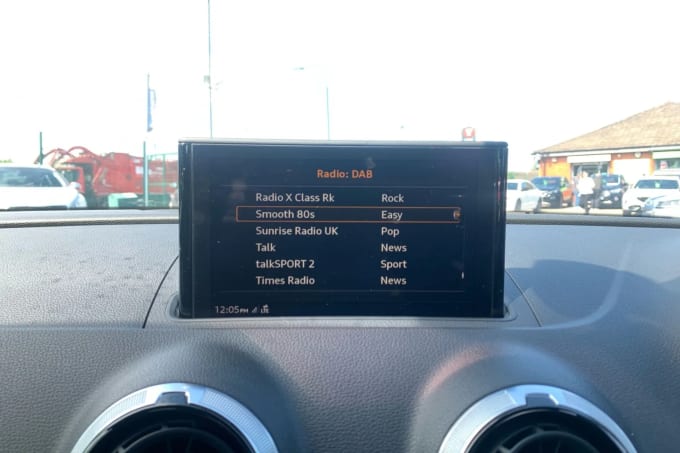 Radio: DAB
Radio X Class Rk Rock
Smooth 80s Easy
Sunrise Radio UK Pop
Talk News
talkSPORT 2 Sport
Times Radio News
12:05PM LTE